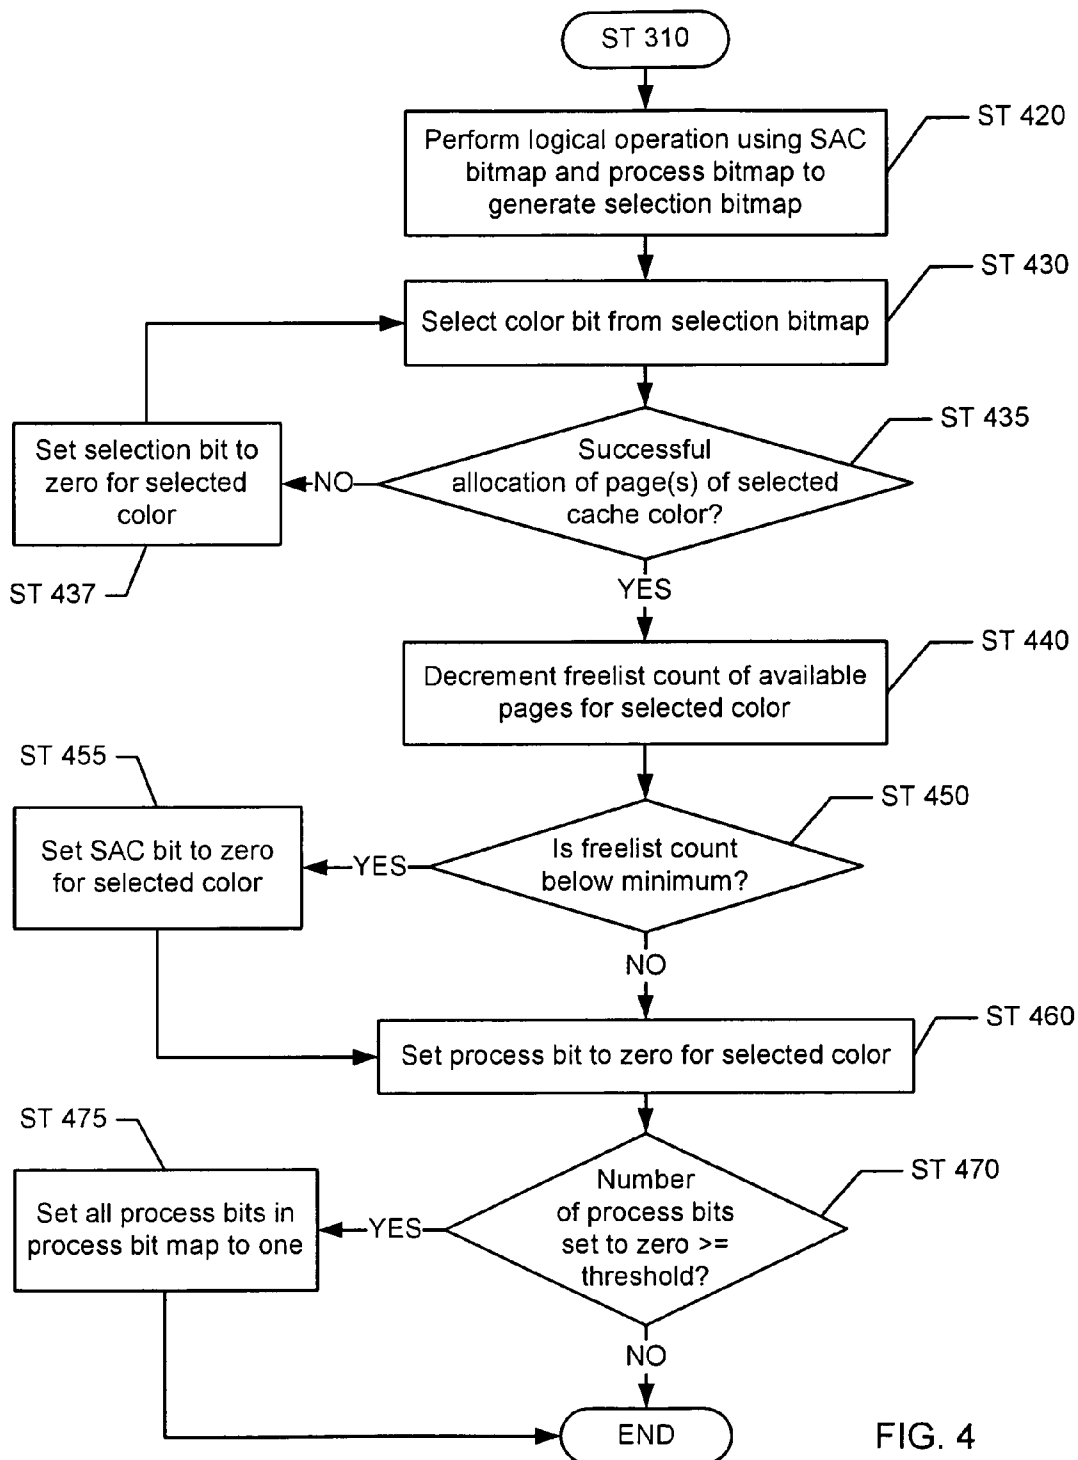 ST 310
ST 420
Perform logical operation using SAC
bitmap and process bitmap to
generate selection bitmap
ST 430
Select color bit from selection bitmap
ST 435
Successful
allocation of page(s) of selected
cache color?
NO
Set selection bit to
zero for selected
color
ST 437
YES
ST 440
Decrement freelist count of available
pages for selected color
ST 455
ST 450
Is freelist count
below minimum?
YES
Set SAC bit to zero
for selected color
NO
ST 460
Set process bit to zero for selected color
ST 475
ST 470
Number
of process bits
set to zero >=
threshold?
YES
Set all process bits in
process bit map to one
NO
END
FIG. 4